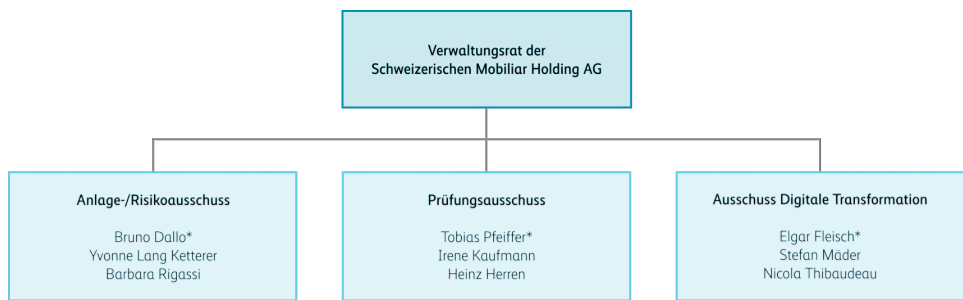 Verwaltungsrat der
Schweizerischen Mobiliar Holding AG
Anlage-/Risikoausschuss
Bruno Dallo*
Yvonne Lang Ketterer
Barbara Rigassi
Prüfungsausschuss
Tobias Pfeiffer*
Irene Kaufmann
Heinz Herren
Ausschuss Digitale Transformation
Elgar Fleisch*
Stefan Mäder
Nicola Thibaudeau